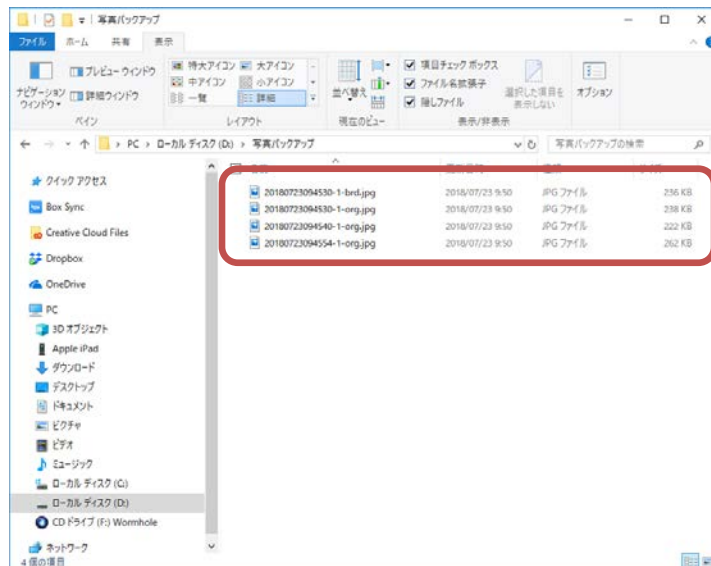 写真バックアップ
ファイル ホーム 共有 表示
ナビゲーション ウィンドウ
プレビュー ウィンドウ
詳細ウィンドウ
ペイン
特大アイコン 大アイコン
中アイコン 小アイコン
一覧 詳細
レイアウト
並べ替え
現在のビュー
項目チェック ボックス
ファイル名拡張子
隠しファイル
選択した項目を表示しない
表示/非表示
オプション
PC › ローカル ディスク (D:) › 写真バックアップ
写真バックアップの検索
20180723094530-1-brd.jpg 2018/07/23 9:50 JPG ファイル 236 KB
20180723094530-1-org.jpg 2018/07/23 9:50 JPG ファイル 238 KB
20180723094540-1-org.jpg 2018/07/23 9:50 JPG ファイル 222 KB
20180723094554-1-org.jpg 2018/07/23 9:50 JPG ファイル 262 KB
クイック アクセス
Box Sync
Creative Cloud Files
Dropbox
OneDrive
PC
3D オブジェクト
Apple iPad
ダウンロード
デスクトップ
ドキュメント
ピクチャ
ビデオ
ミュージック
ローカル ディスク (C:)
ローカル ディスク (D:)
CD ドライブ (F:) Wormhole
ネットワーク
4 個の項目